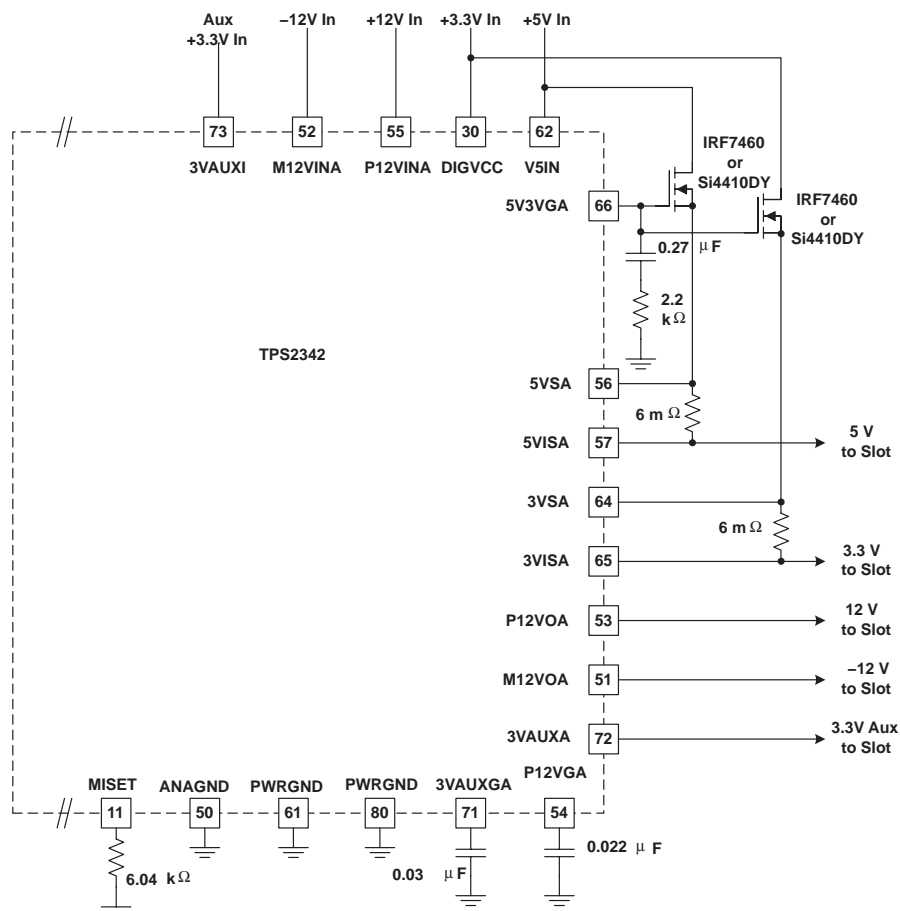 Aux
+3.3V In
–12V In
+12V In
+3.3V In
+5V In
73
52
55
30
62
3VAUXI
M12VINA
P12VINA
DIGVCC
V5IN
IRF7460
or
Si4410DY
IRF7460
or
Si4410DY
5V3VGA
66
0.27 μF
2.2
kΩ
TPS2342
5VSA
56
6 mΩ
5VISA
57
5 V
to Slot
3VSA
64
6 mΩ
3VISA
65
3.3 V
to Slot
P12VOA
53
12 V
to Slot
M12VOA
51
–12 V
to Slot
3VAUXA
72
3.3V Aux
to Slot
MISET
ANAGND
PWRGND
PWRGND
3VAUXGA
P12VGA
11
50
61
80
71
54
6.04 kΩ
0.03 μF
0.022 μF